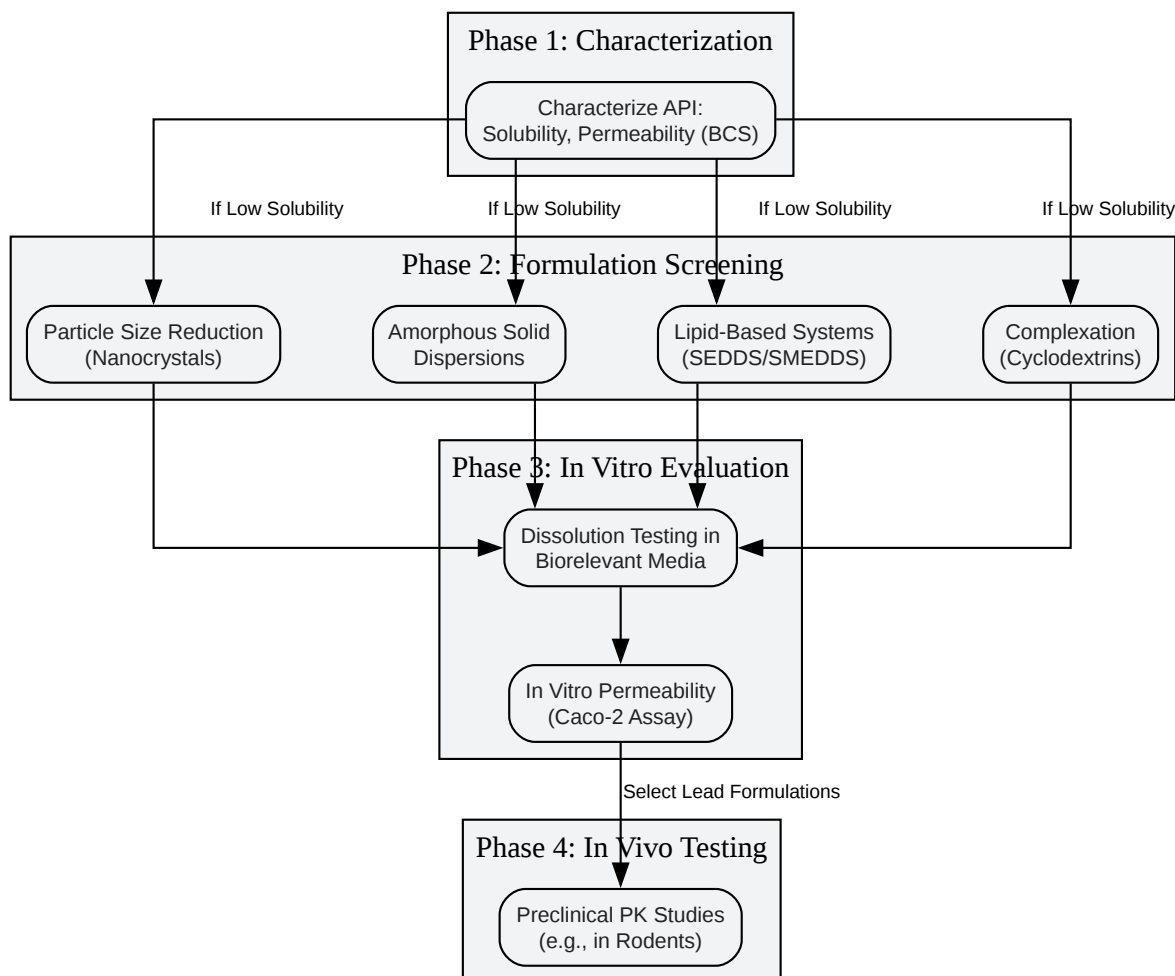 Phase 1: Characterization
Characterize API:
Solubility, Permeability (BCS)
If Low Solubility
If Low Solubility
If Low Solubility
If Low Solubility
Phase 2: Formulation Screening
Particle Size Reduction
(Nanocrystals)
Amorphous Solid
Dispersions
Lipid-Based Systems
(SEDDS/SMEDDS)
Complexation
(Cyclodextrins)
Phase 3: In Vitro Evaluation
Dissolution Testing in
Biorelevant Media
In Vitro Permeability
(Caco-2 Assay)
Select Lead Formulations
Phase 4: In Vivo Testing
Preclinical PK Studies
(e.g., in Rodents)